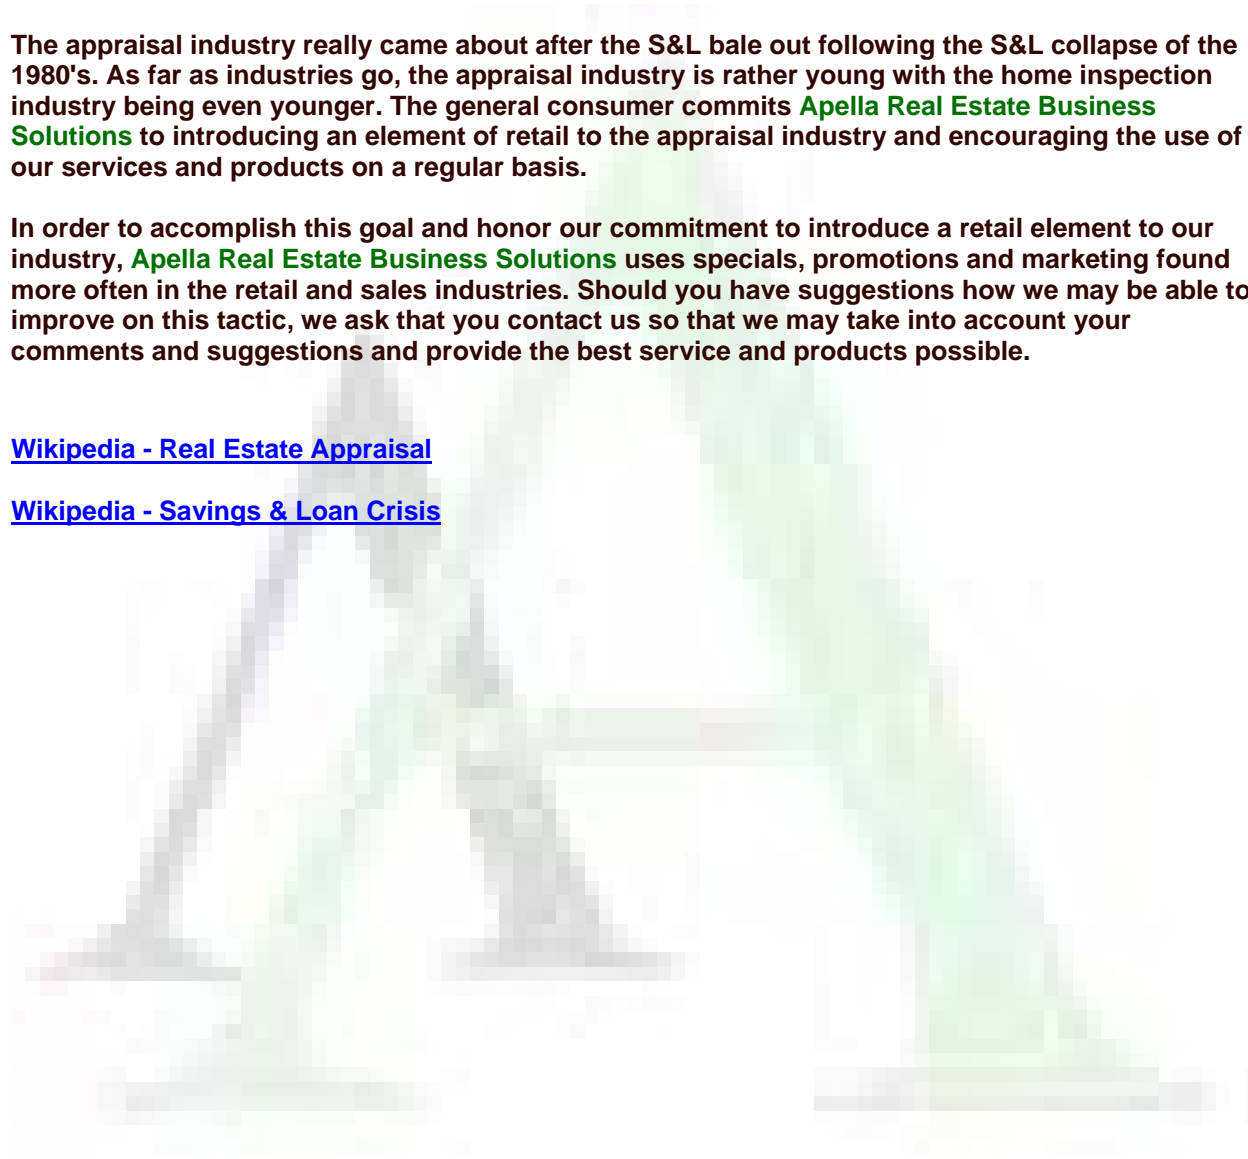 The appraisal industry really came about after the S&L bale out following the S&L collapse of the
1980's. As far as industries go, the appraisal industry is rather young with the home inspection
industry being even younger. The general consumer commits Apella Real Estate Business
Solutions to introducing an element of retail to the appraisal industry and encouraging the use of
our services and products on a regular basis.
In order to accomplish this goal and honor our commitment to introduce a retail element to our
industry, Apella Real Estate Business Solutions uses specials, promotions and marketing found
more often in the retail and sales industries. Should you have suggestions how we may be able to
improve on this tactic, we ask that you contact us so that we may take into account your
comments and suggestions and provide the best service and products possible.
Wikipedia - Real Estate Appraisal
Wikipedia - Savings & Loan Crisis